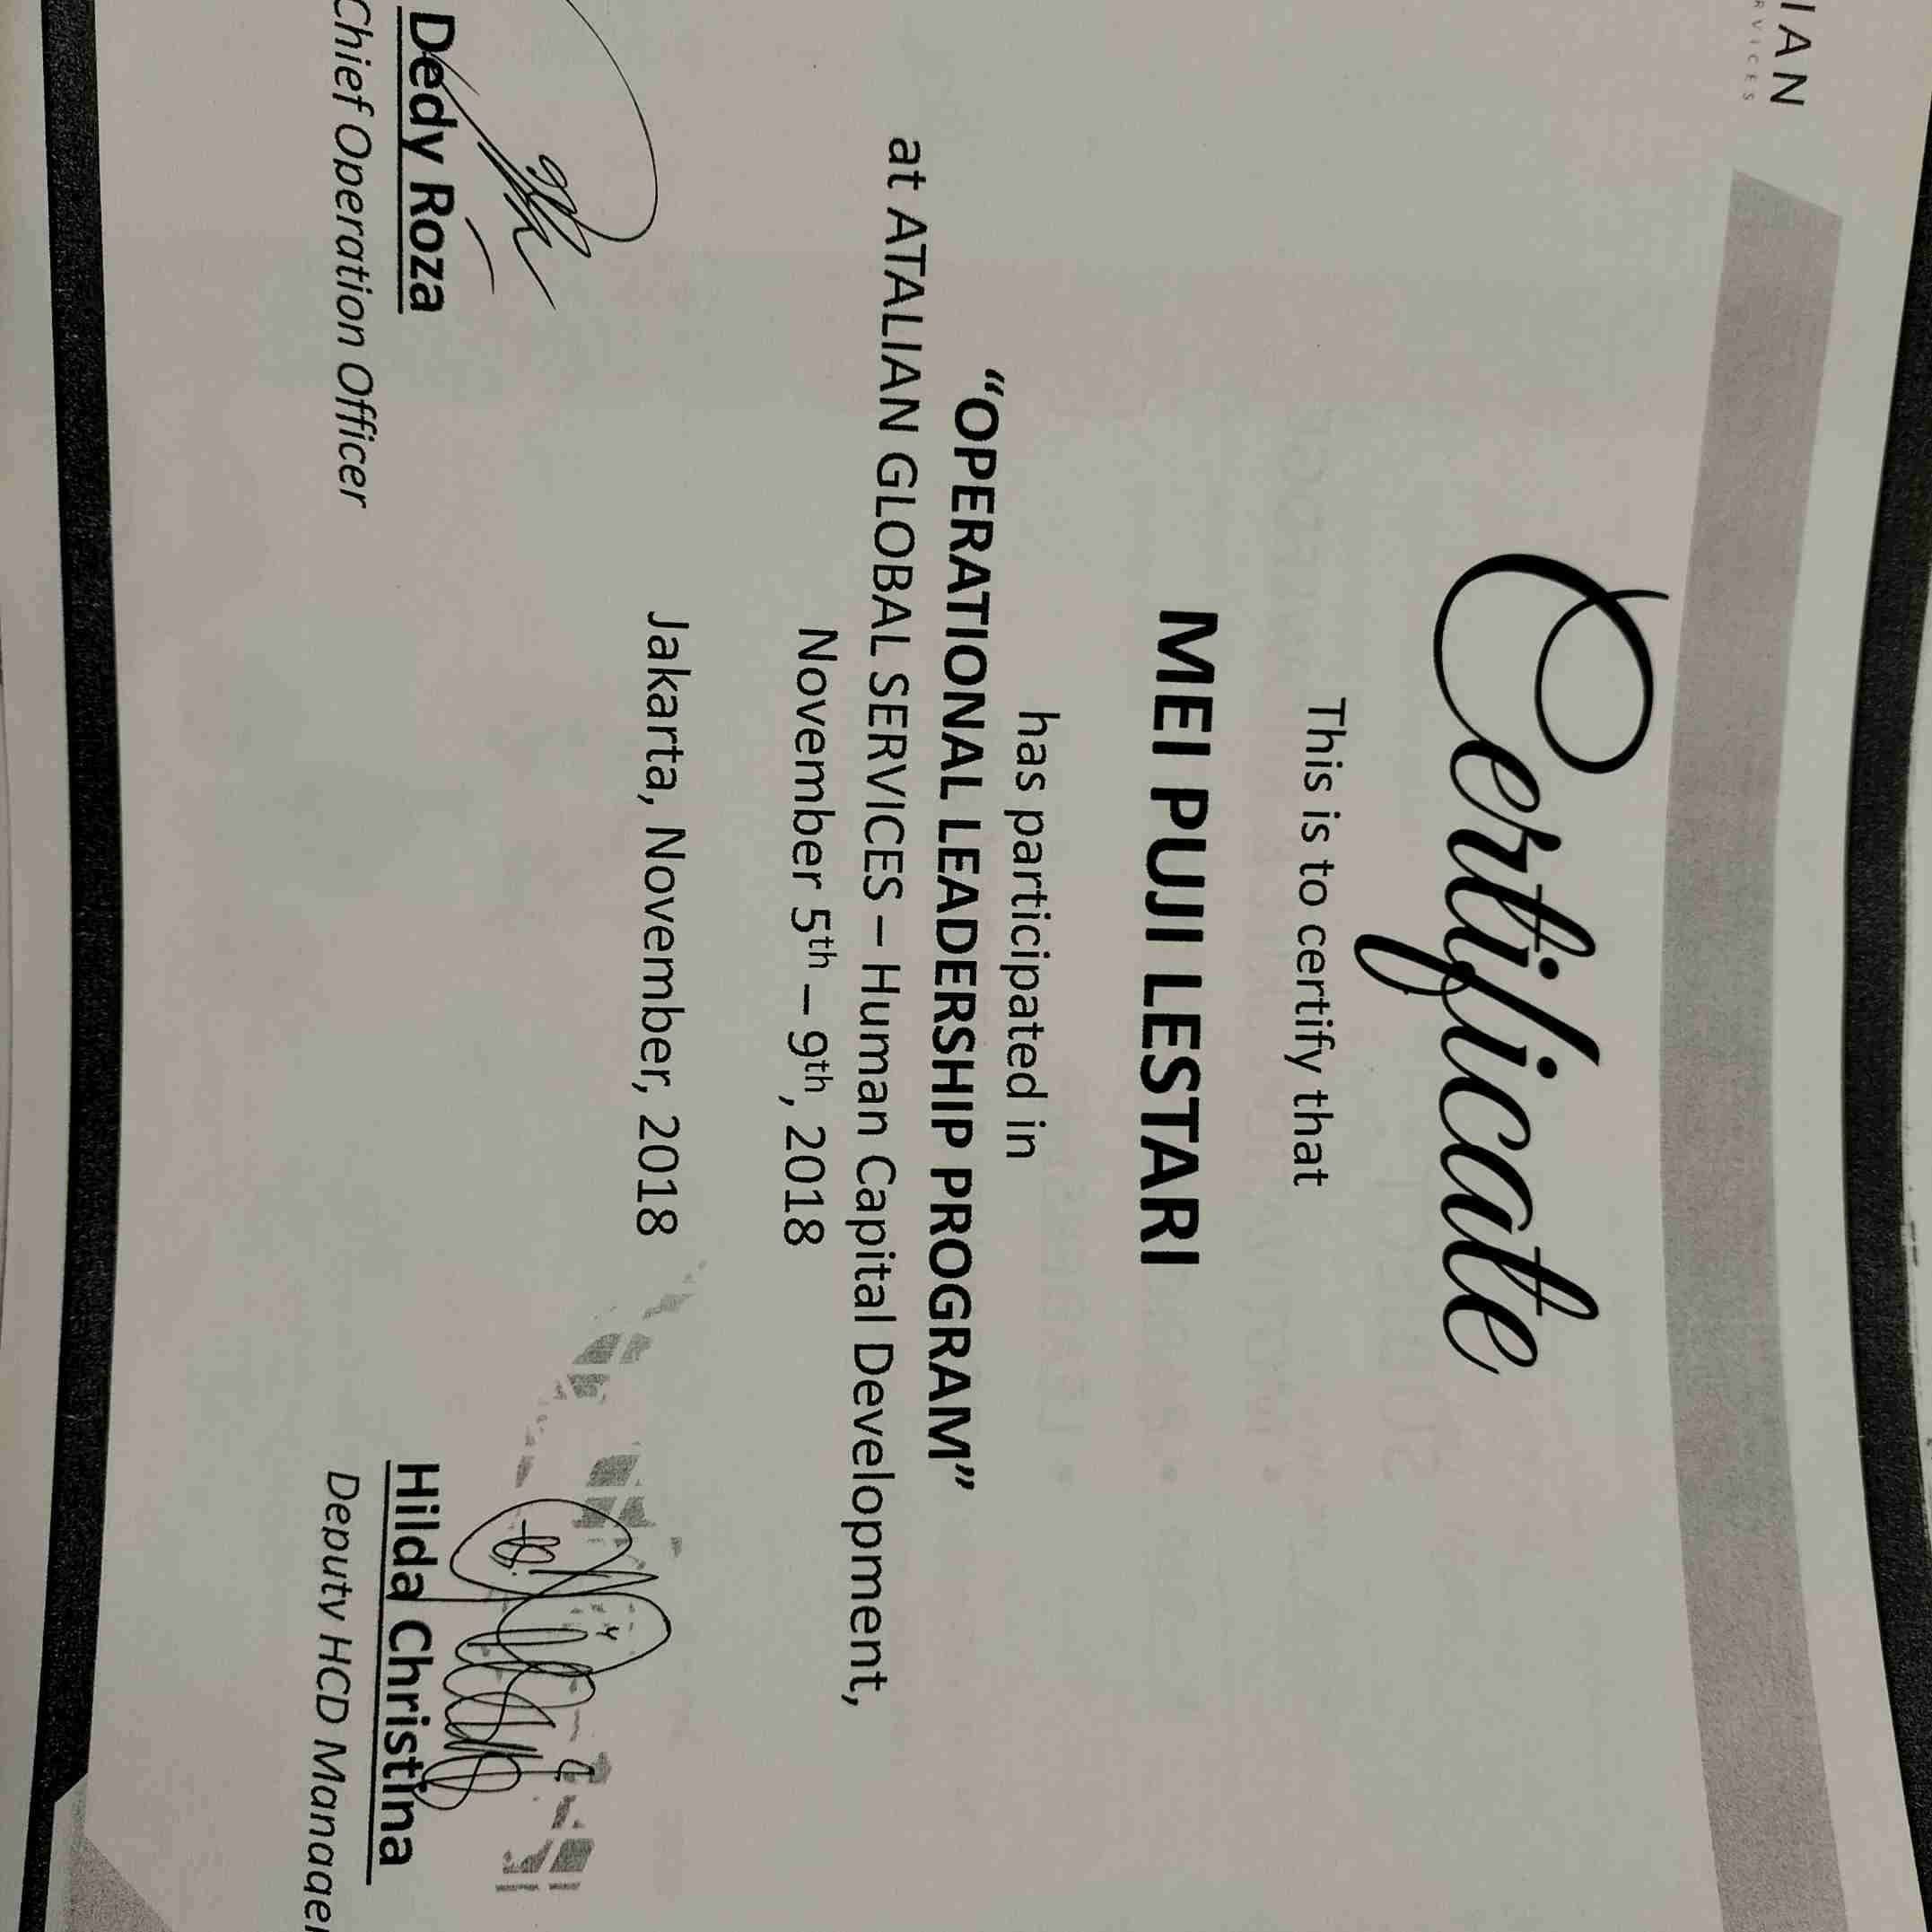 IAN
RVICES
Certificate
This is to certify that
MEI PUJI LESTARI
has participated in
“OPERATIONAL LEADERSHIP PROGRAM”
at ATALIAN GLOBAL SERVICES – Human Capital Development,
November 5th – 9th, 2018
Jakarta, November, 2018
Dedy Roza
Chief Operation Officer
Hilda Christina
Deputy HCD Manager